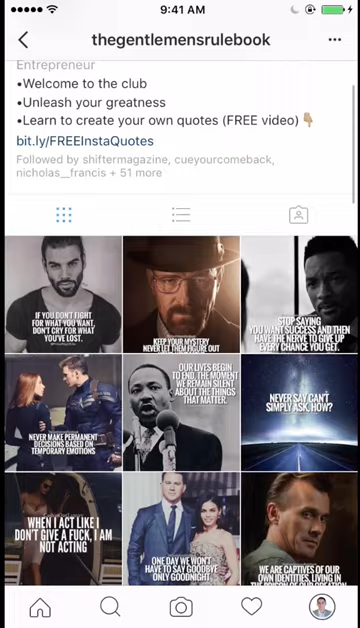 9:41 AM
thegentlemensrulebook
Entrepreneur
•Welcome to the club
•Unleash your greatness
•Learn to create your own quotes (FREE video)👇🏼
bit.ly/FREEInstaQuotes
Followed by shiftermagazine, cueyourcomeback,
nicholas__francis + 51 more
IF YOU DON'T FIGHT
FOR WHAT YOU WANT,
DON'T CRY FOR WHAT
YOU'VE LOST.
KEEP YOUR MYSTERY
NEVER LET THEM FIGURE OUT
STOP SAYING
YOU WANT SUCCESS AND THEN
HAVE THE NERVE TO GIVE UP
EVERY CHANCE YOU GET.
NEVER MAKE PERMANENT
DECISIONS BASED ON
TEMPORARY EMOTIONS
OUR LIVES BEGIN
TO END, THE MOMENT
WE REMAIN SILENT
ABOUT THE THINGS
THAT MATTER.
NEVER SAY CAN'T
SIMPLY ASK, HOW?
WHEN I ACT LIKE I
DON'T GIVE A FUCK, I AM
NOT ACTING
ONE DAY WE WON'T
HAVE TO SAY GOODBYE
ONLY GOODNIGHT.
WE ARE CAPTIVES OF OUR
OWN IDENTITIES, LIVING IN